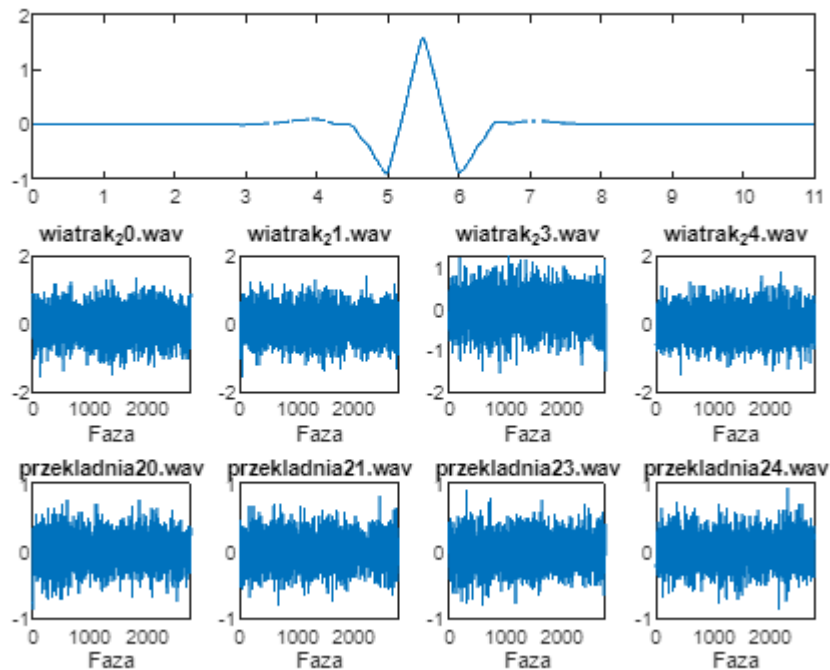 2
1
0
-1
0 1 2 3 4 5 6 7 8 9 10 11
wiatrak₂0.wav wiatrak₂1.wav wiatrak₂3.wav wiatrak₂4.wav
2 2 1 2
0 0 0 0
-2 -2 -1 -2
0 1000 2000 0 1000 2000 0 1000 2000 0 1000 2000
Faza Faza Faza Faza
przekladnia20.wav przekladnia21.wav przekladnia23.wav przekladnia24.wav
1 1 1 1
0 0 0 0
-1 -1 -1 -1
0 1000 2000 0 1000 2000 0 1000 2000 0 1000 2000
Faza Faza Faza Faza